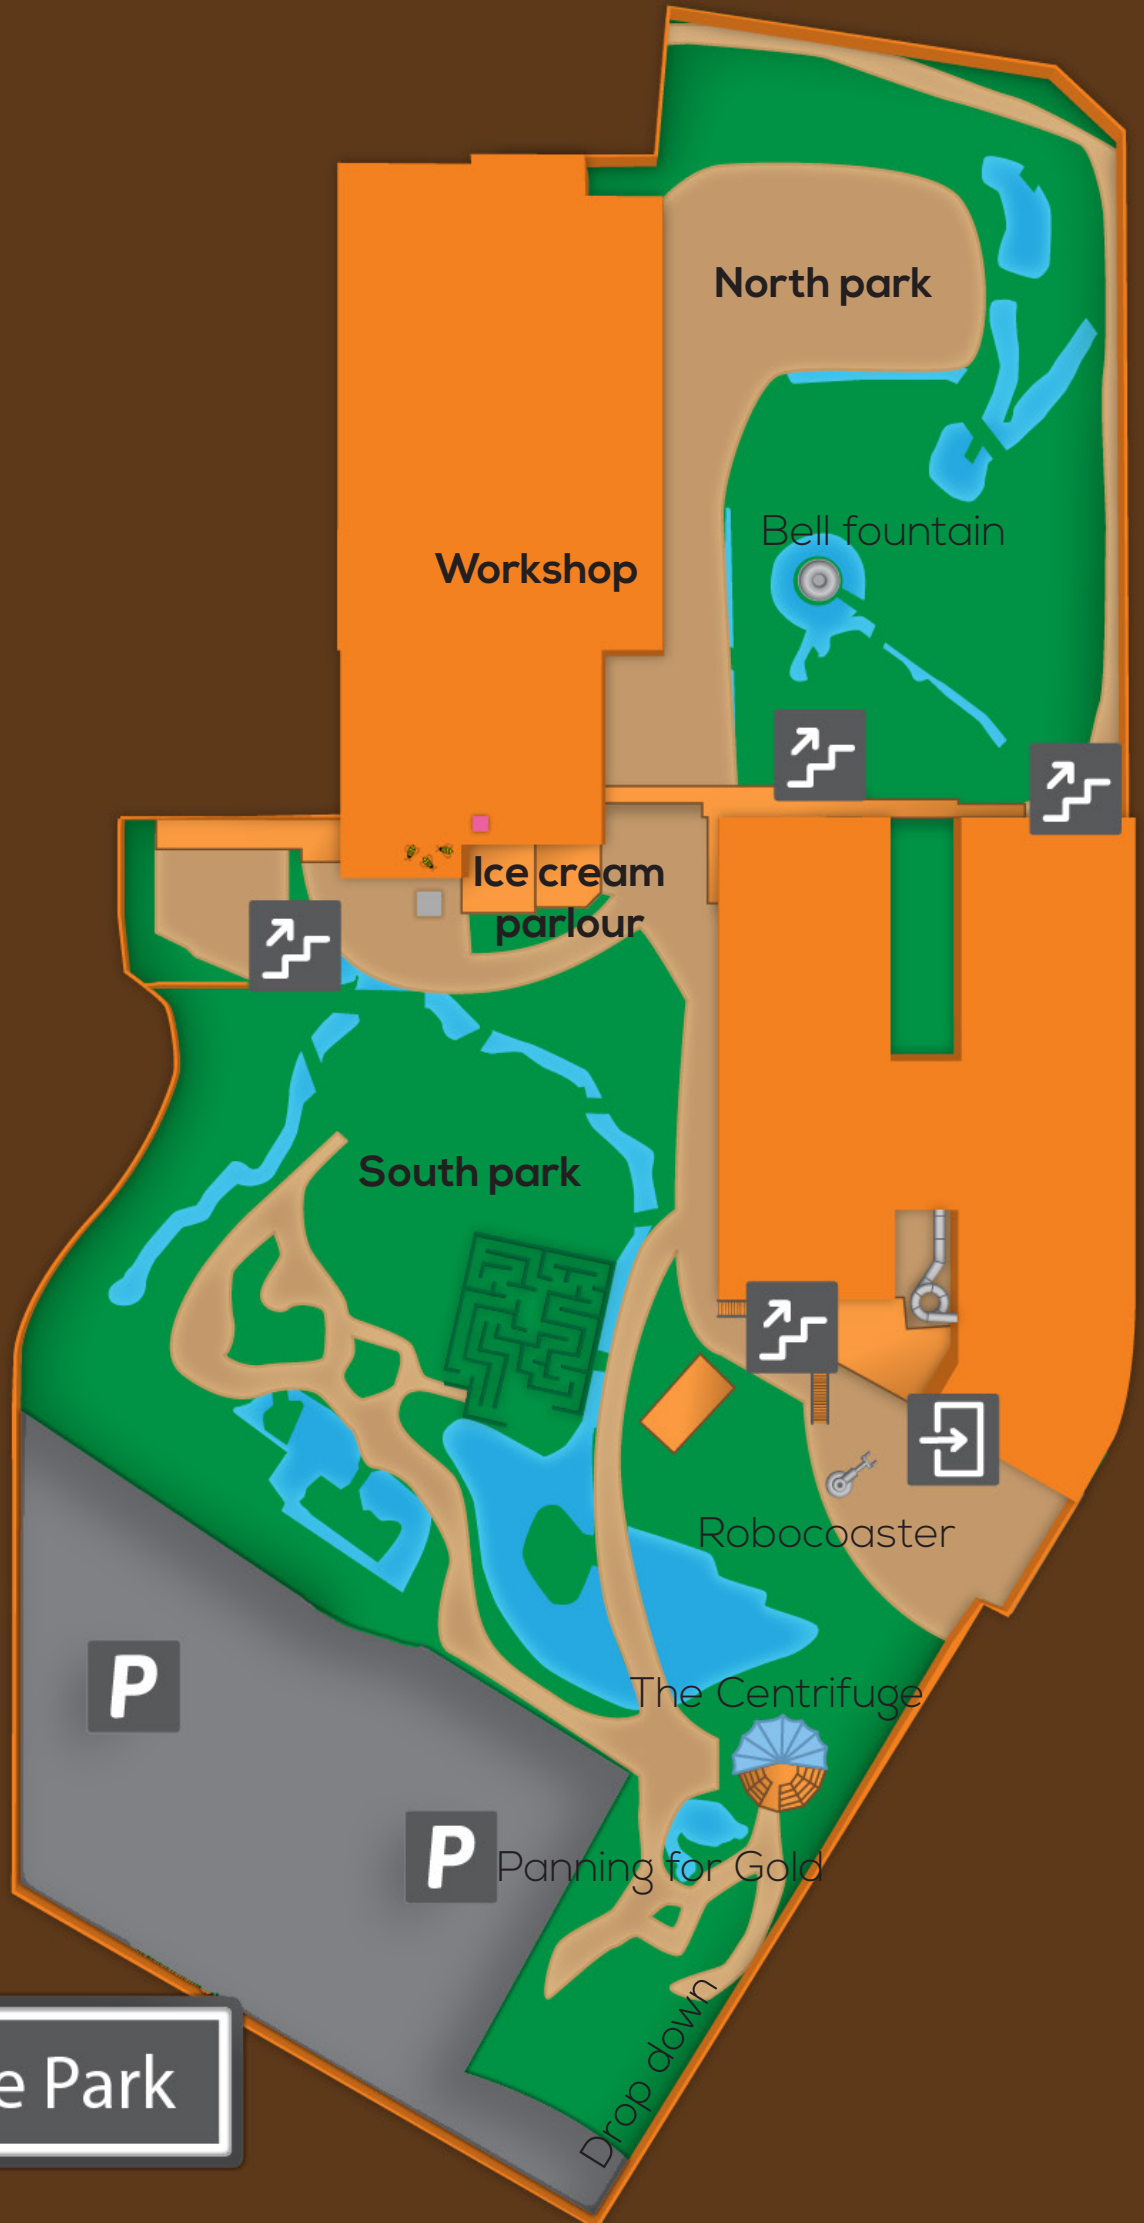 North park
Bell fountain
Workshop
Ice cream
parlour
South park
Robocoaster
The Centrifuge
P
P
Panning for Gold
Drop down
e Park